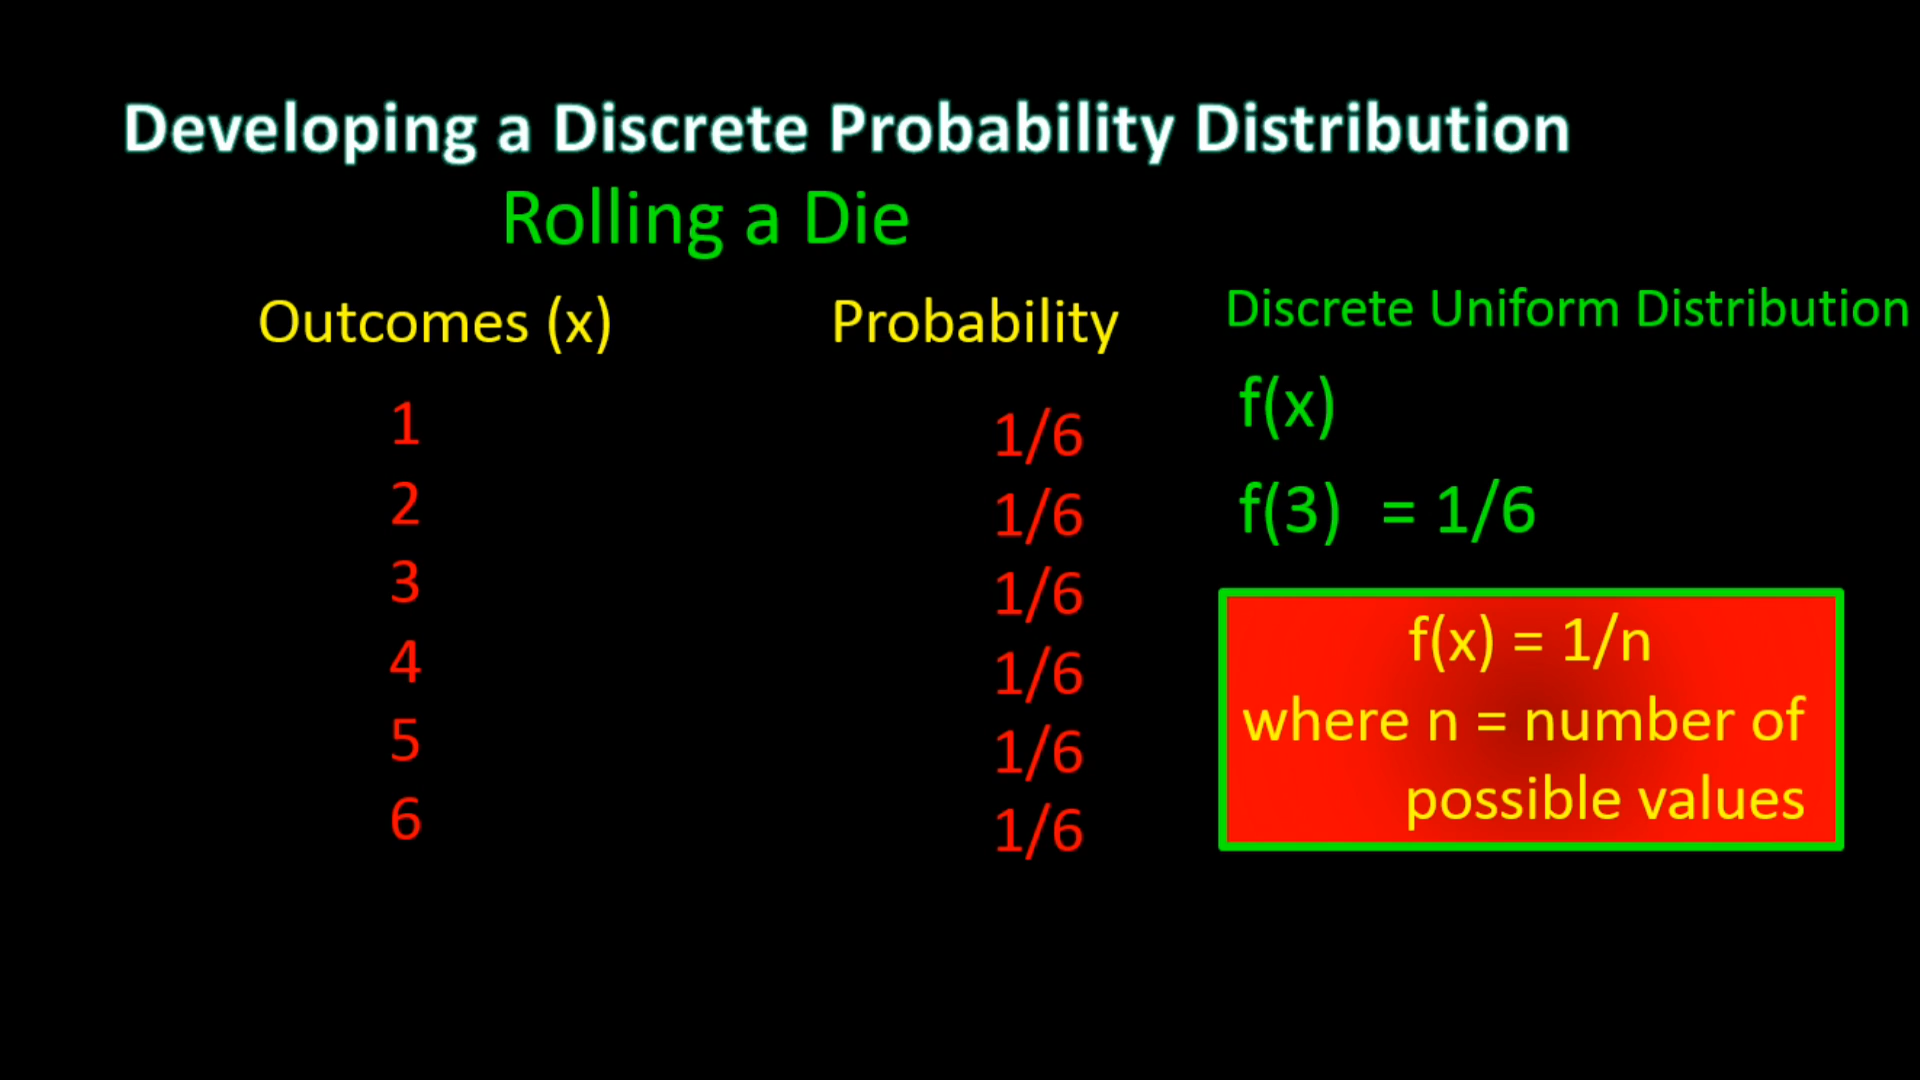 Developing a Discrete Probability Distribution
Rolling a Die
Outcomes (x) Probability
1 1/6
2 1/6
3 1/6
4 1/6
5 1/6
6 1/6
Discrete Uniform Distribution
f(x)
f(3) = 1/6
f(x) = 1/n
where n = number of
possible values